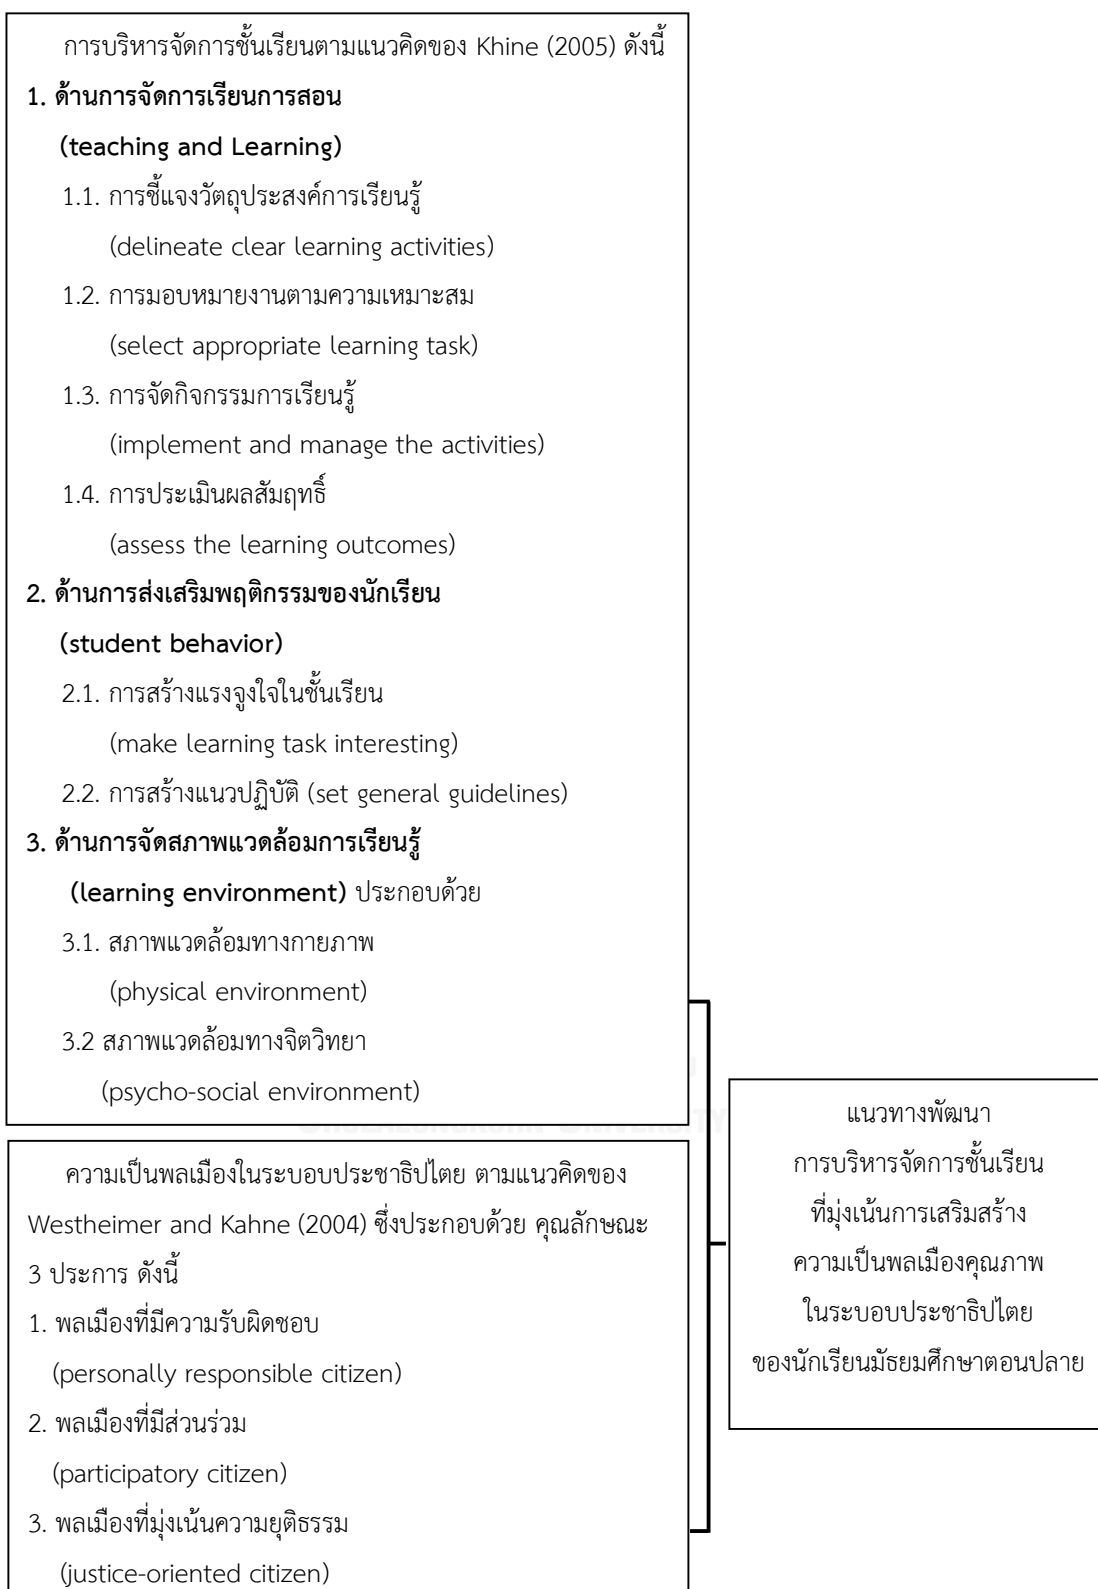 การบริหารจัดการชั้นเรียนตามแนวคิดของ Khine (2005) ดังนี้
1. ด้านการจัดการเรียนการสอน
(teaching and Learning)
1.1. การชี้แจงวัตถุประสงค์การเรียนรู้
(delineate clear learning activities)
1.2. การมอบหมายงานตามความเหมาะสม
(select appropriate learning task)
1.3. การจัดกิจกรรมการเรียนรู้
(implement and manage the activities)
1.4. การประเมินผลสัมฤทธิ์
(assess the learning outcomes)
2. ด้านการส่งเสริมพฤติกรรมของนักเรียน
(student behavior)
2.1. การสร้างแรงจูงใจในชั้นเรียน
(make learning task interesting)
2.2. การสร้างแนวปฏิบัติ (set general guidelines)
3. ด้านการจัดสภาพแวดล้อมการเรียนรู้
(learning environment) ประกอบด้วย
3.1. สภาพแวดล้อมทางกายภาพ
(physical environment)
3.2 สภาพแวดล้อมทางจิตวิทยา
(psycho-social environment)
ความเป็นพลเมืองในระบอบประชาธิปไตย ตามแนวคิดของ
Westheimer and Kahne (2004) ซึ่งประกอบด้วย คุณลักษณะ
3 ประการ ดังนี้
1. พลเมืองที่มีความรับผิดชอบ
(personally responsible citizen)
2. พลเมืองที่มีส่วนร่วม
(participatory citizen)
3. พลเมืองที่มุ่งเน้นความยุติธรรม
(justice-oriented citizen)
แนวทางพัฒนา
การบริหารจัดการชั้นเรียน
ที่มุ่งเน้นการเสริมสร้าง
ความเป็นพลเมืองคุณภาพ
ในระบอบประชาธิปไตย
ของนักเรียนมัธยมศึกษาตอนปลาย